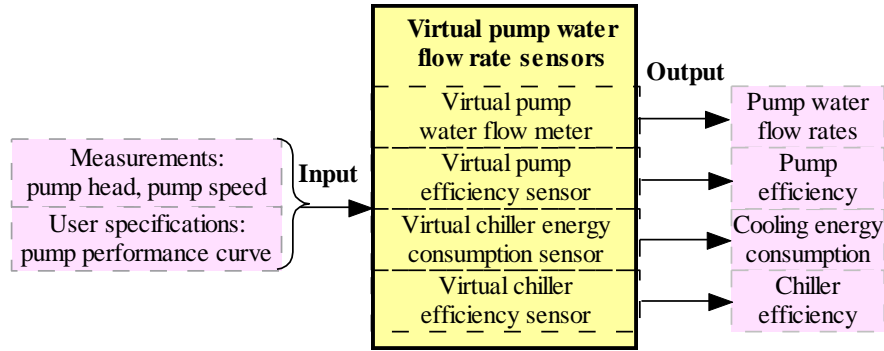 Virtual pump water
flow rate sensors
Output
Virtual pump
water flow meter
Pump water
flow rates
Measurements:
pump head, pump speed
Input
Virtual pump
efficiency sensor
Pump
efficiency
User specifications:
pump performance curve
Virtual chiller energy
consumption sensor
Cooling energy
consumption
Virtual chiller
efficiency sensor
Chiller
efficiency